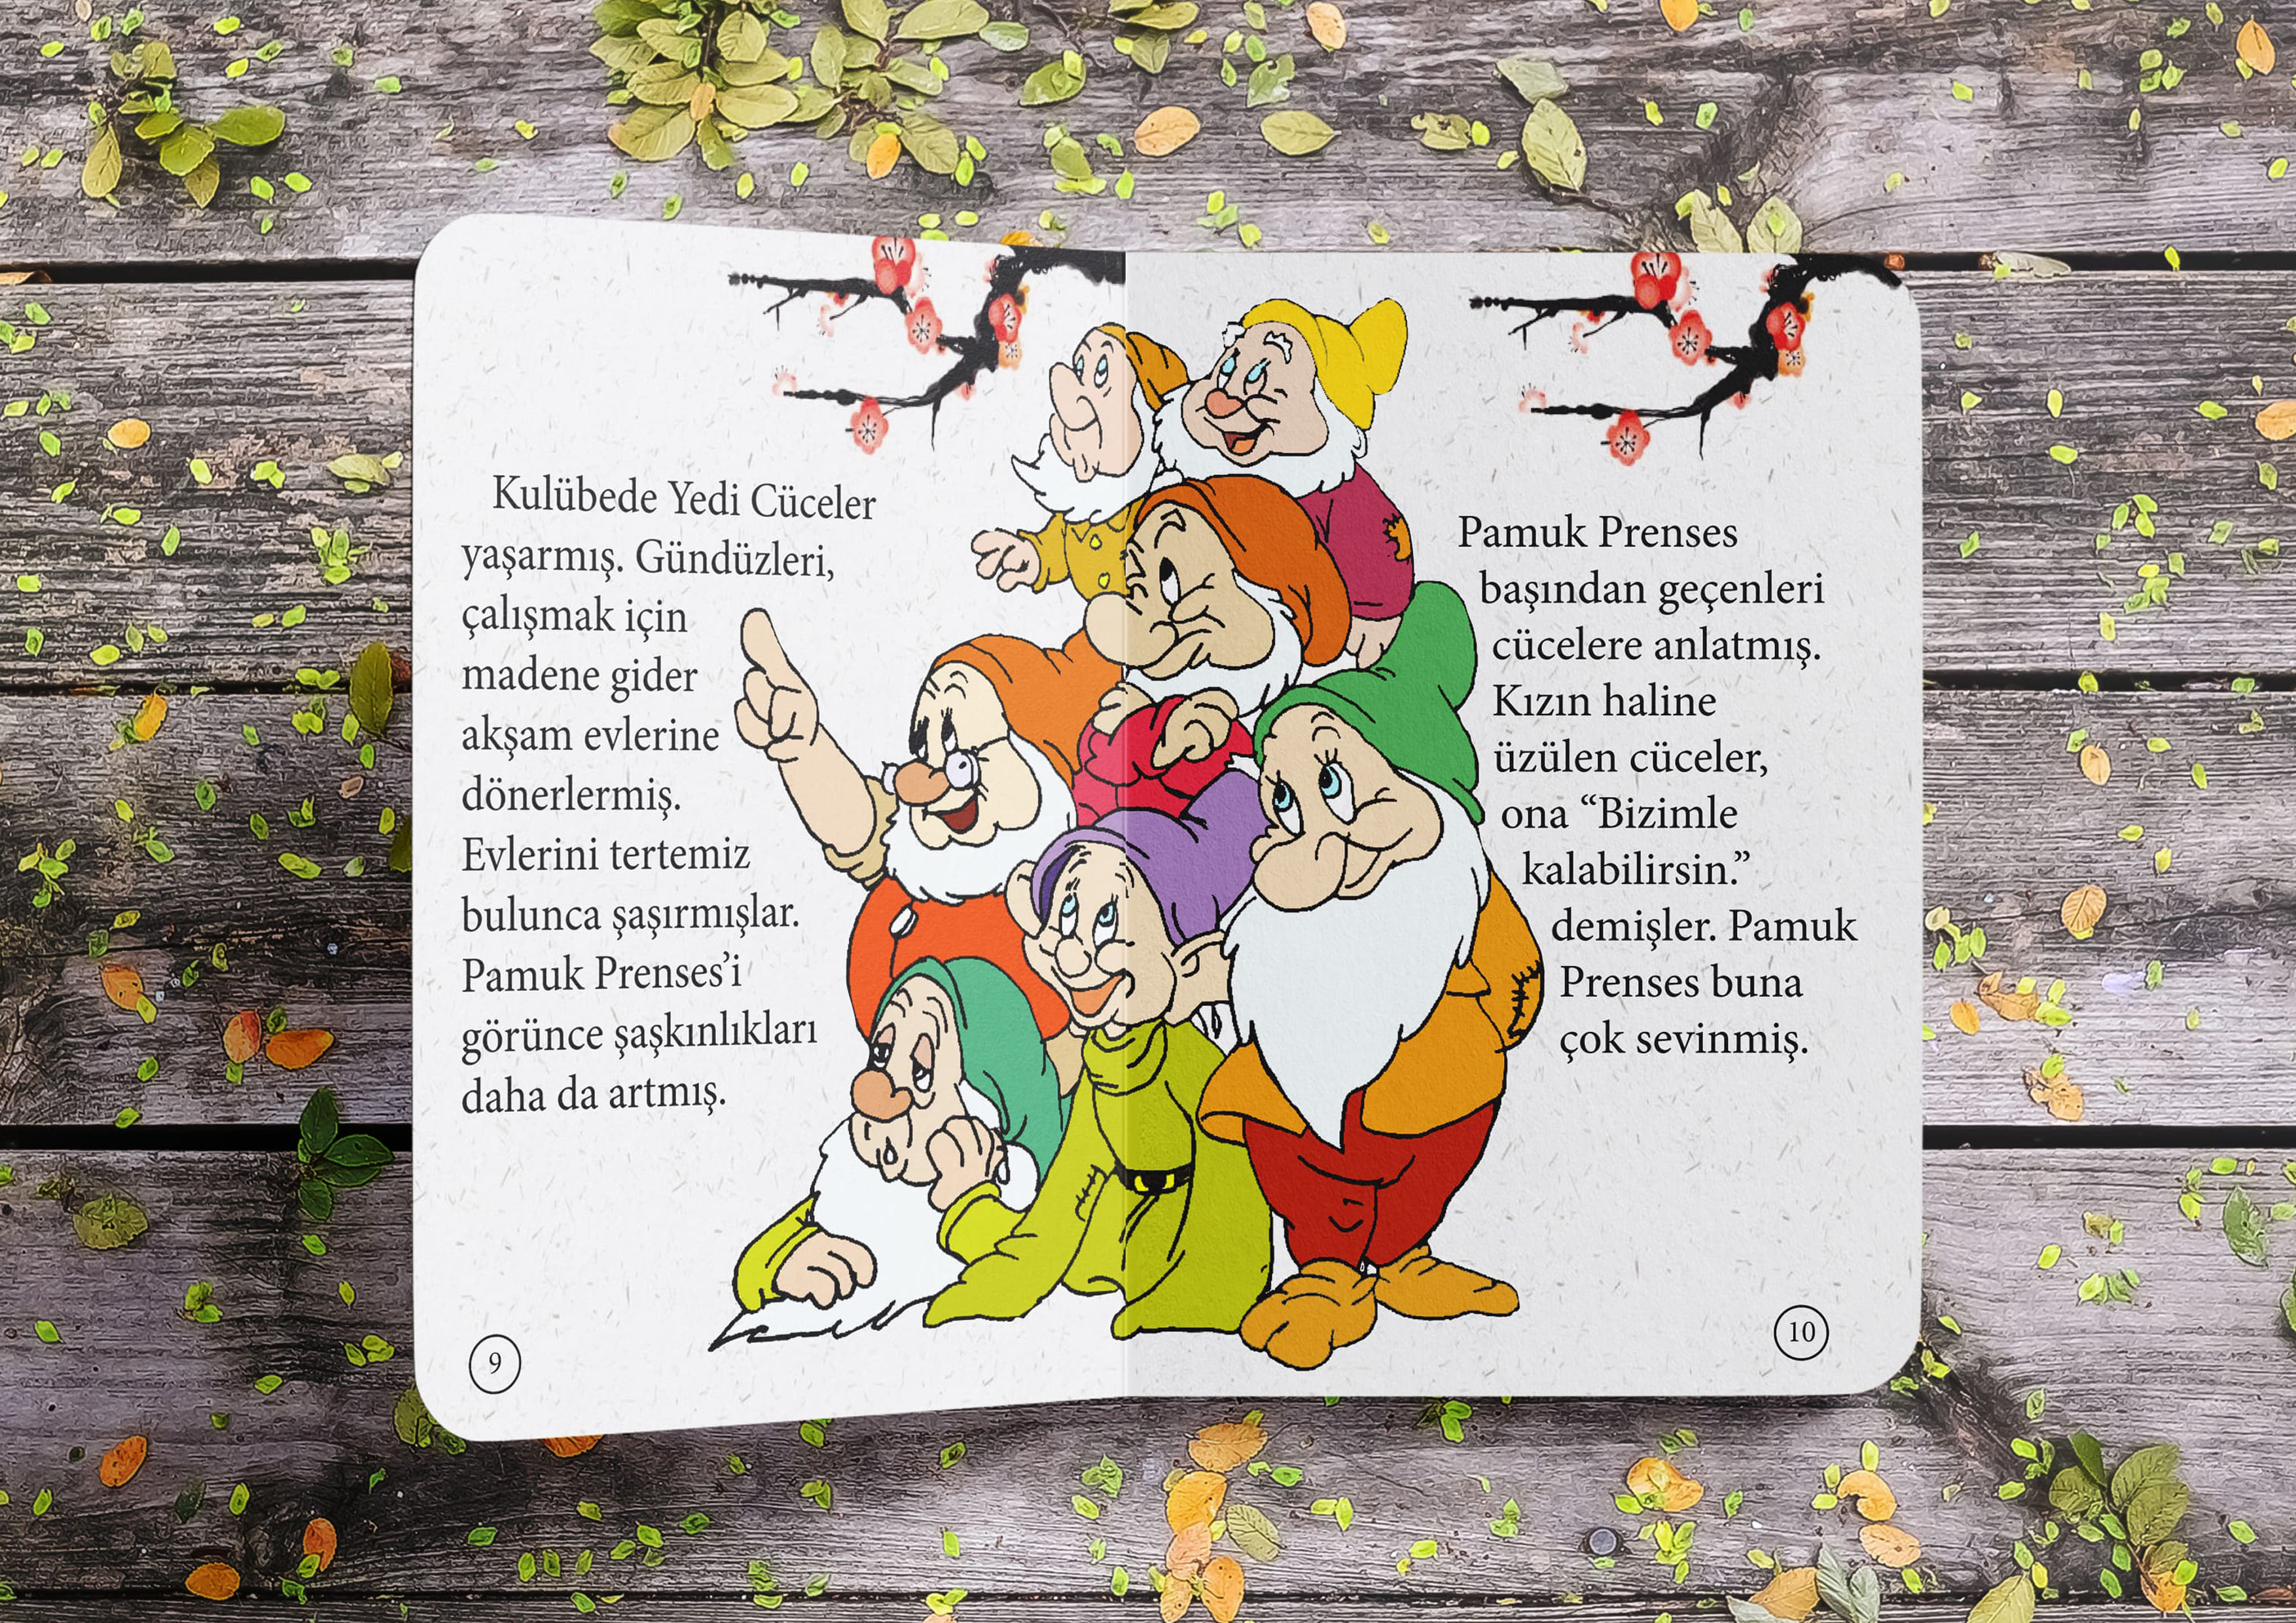 Kulübede Yedi Cüceler
yaşarmış. Gündüzleri,
çalışmak için
madene gider
akşam evlerine
dönerlermiş.
Evlerini tertemiz
bulunca şaşırmışlar.
Pamuk Prenses’i
görünce şaşkınlıkları
daha da artmış.
9
Pamuk Prenses
başından geçenleri
cücelere anlatmış.
Kızın haline
üzülen cüceler,
ona “Bizimle
kalabilirsin.”
demişler. Pamuk
Prenses buna
çok sevinmiş.
10